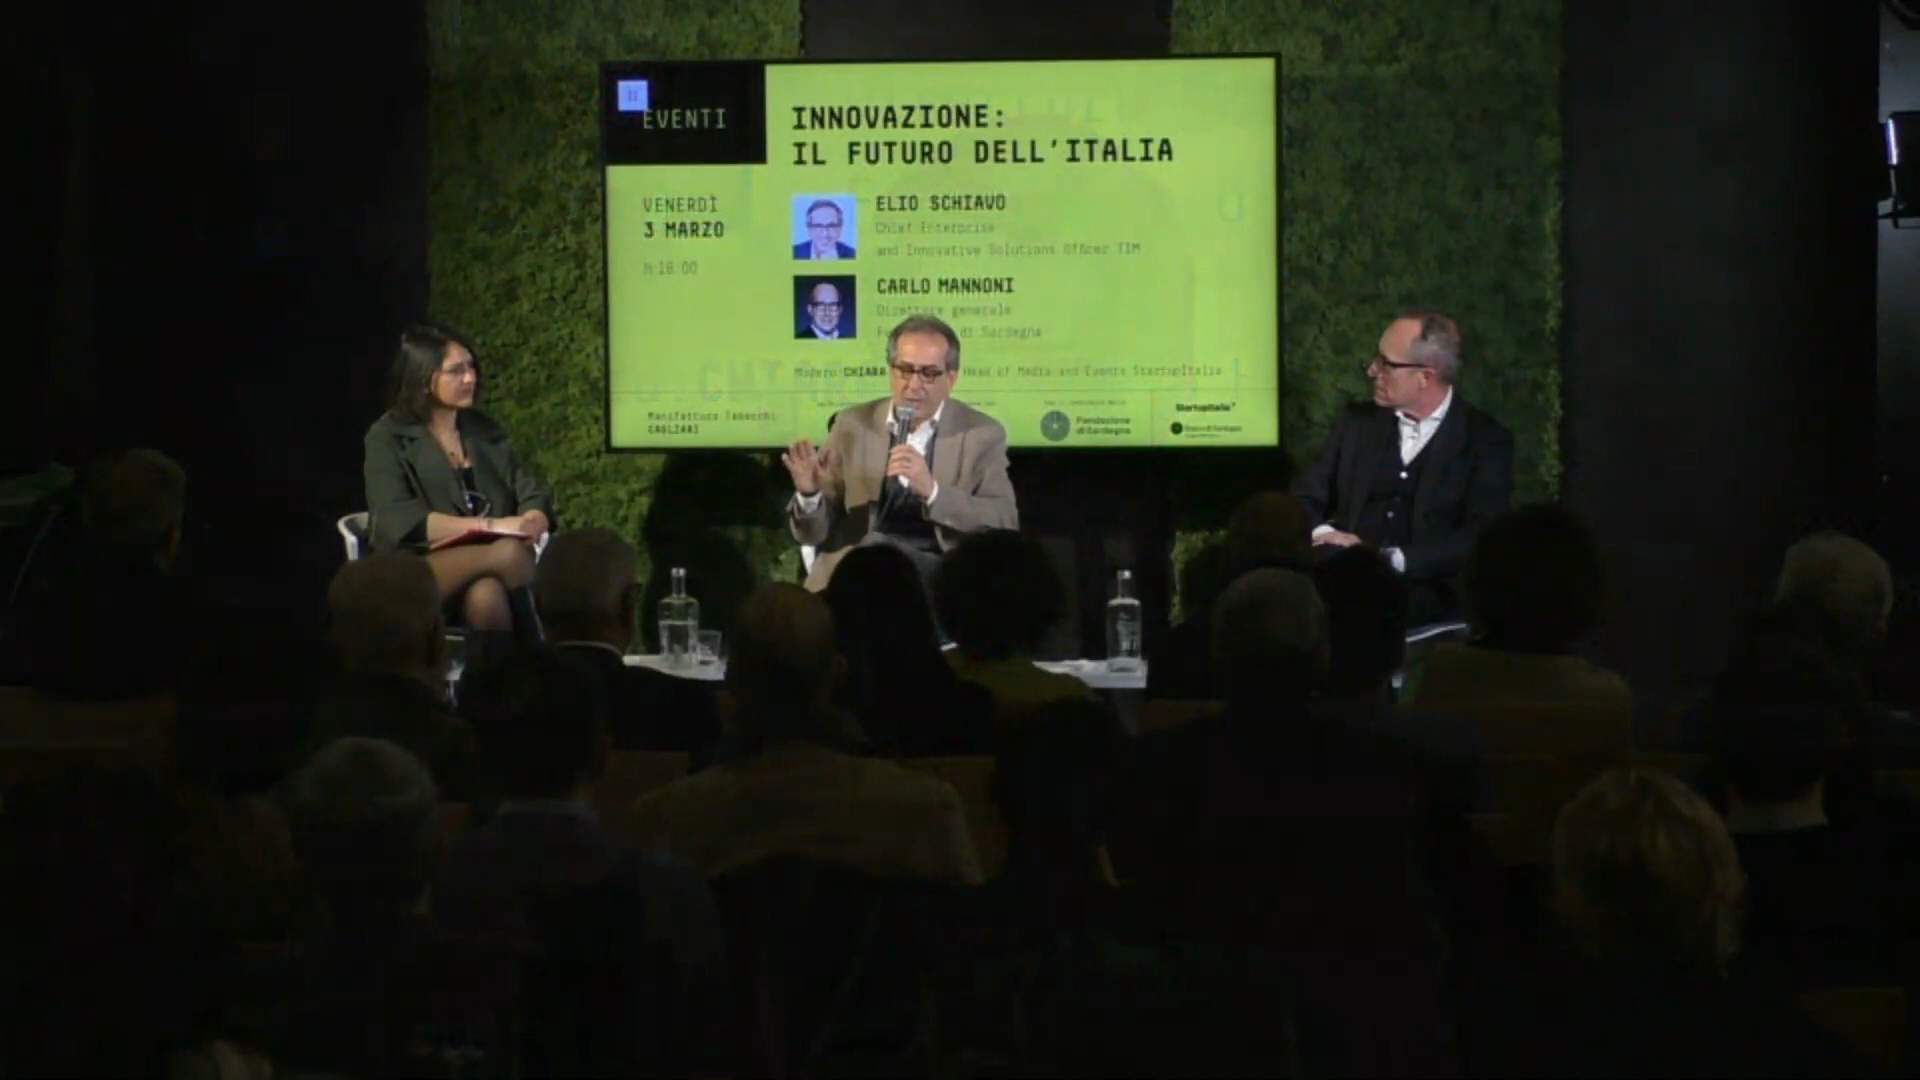 EVENTI
INNOVAZIONE:
IL FUTURO DELL'ITALIA
VENERDÌ
3 MARZO
h 18:00
ELIO SCHIAVO
Chief Enterprise
and Innovative Solutions Officer TIM
CARLO MANNONI
Direttore generale
di Sardegna
Modera: CHIARA
Head of Media and Events StartupItalia
Manifattura Tabacchi
CAGLIARI
Fondazione
di Sardegna
StartupItalia